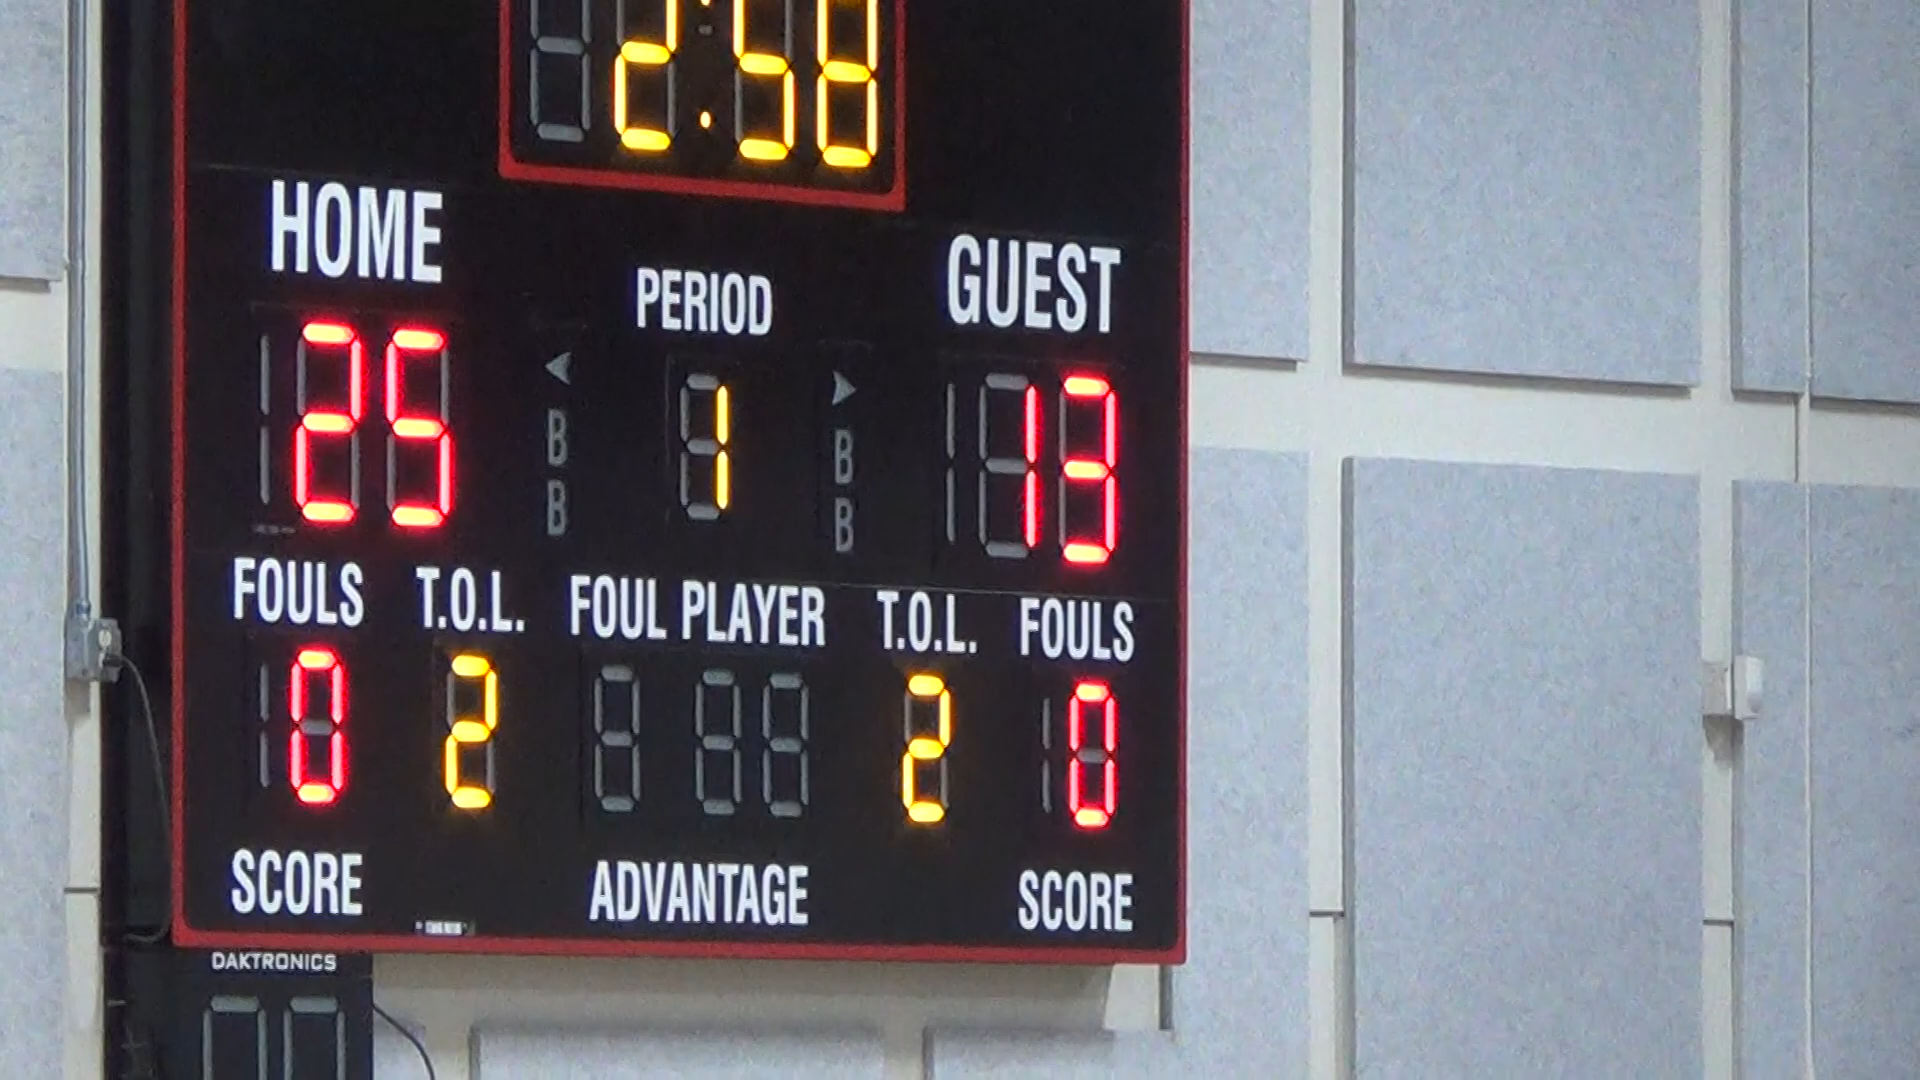 2:58
HOME PERIOD GUEST
25 1 13
B B
B B
FOULS T.O.L. FOUL PLAYER T.O.L. FOULS
0 2 2 0
SCORE ADVANTAGE SCORE
DAKTRONICS